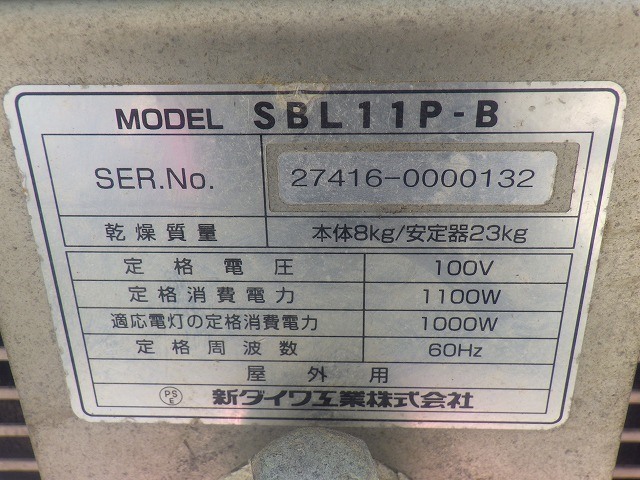 MODEL SBL11P-B
SER.No. 27416-0000132
乾燥質量 本体8kg/安定器23kg
定格電圧 100V
定格消費電力 1100W
適応電灯の定格消費電力 1000W
定格周波数 60Hz
屋外用
PS E 新ダイワ工業株式会社